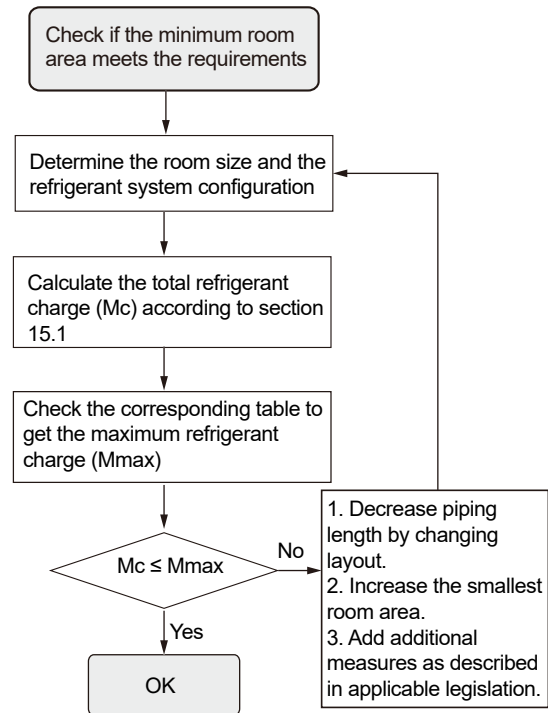 Check if the minimum room
area meets the requirements
Determine the room size and the
refrigerant system configuration
Calculate the total refrigerant
charge (Mc) according to section
15.1
Check the corresponding table to
get the maximum refrigerant
charge (Mmax)
Mc ≤ Mmax
No
Yes
OK
1. Decrease piping
length by changing
layout.
2. Increase the smallest
room area.
3. Add additional
measures as described
in applicable legislation.